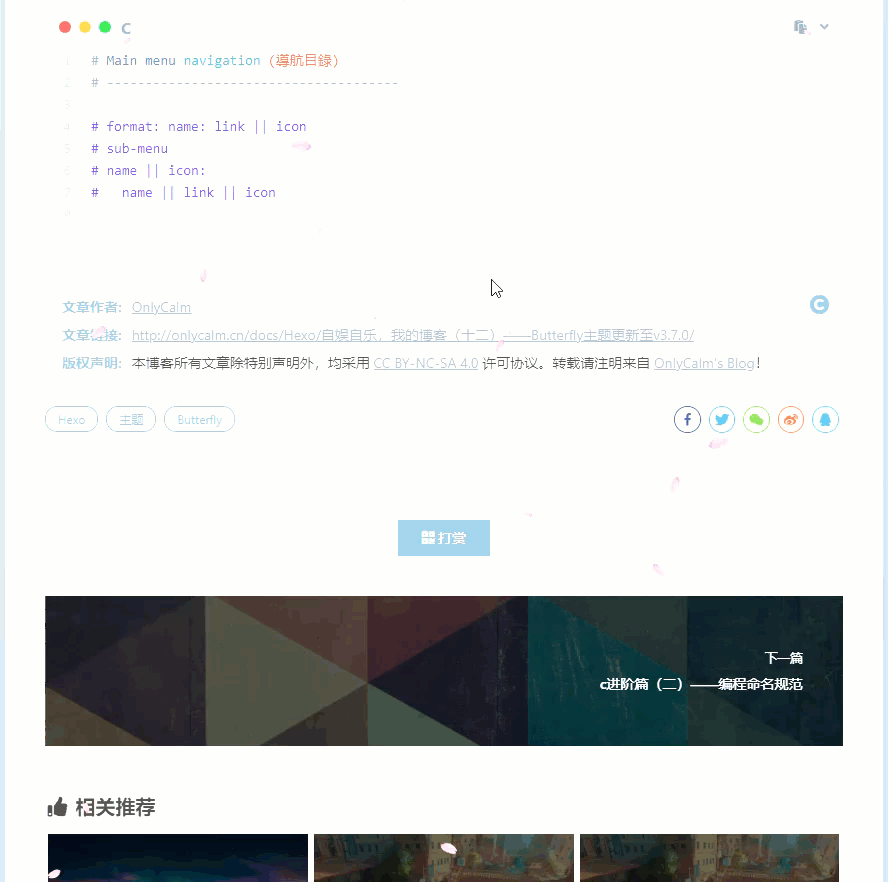 C
1 # Main menu navigation (導航目錄)
2 # --------------------------------------
3
4 # format: name: link || icon
5 # sub-menu
6 # name || icon:
7 #   name || link || icon
文章作者: OnlyCalm
文章链接: http://onlycalm.cn/docs/Hexo/自娱自乐，我的博客（十二）——Butterfly主题更新至v3.7.0/
版权声明: 本博客所有文章除特别声明外，均采用 CC BY-NC-SA 4.0 许可协议。转载请注明来自 OnlyCalm's Blog！
Hexo 主题 Butterfly
打赏
下一篇
c进阶篇（二）——编程命名规范
相关推荐